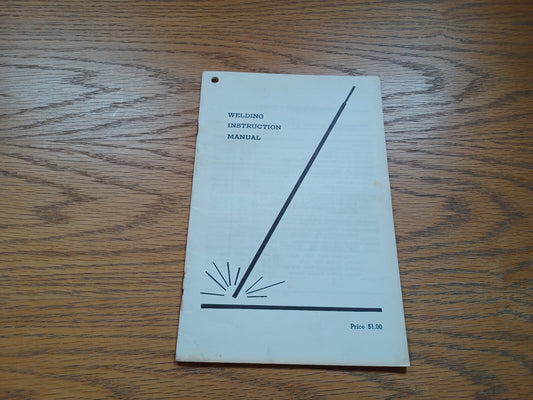 WELDING
INSTRUCTION
MANUAL
Price $1.00